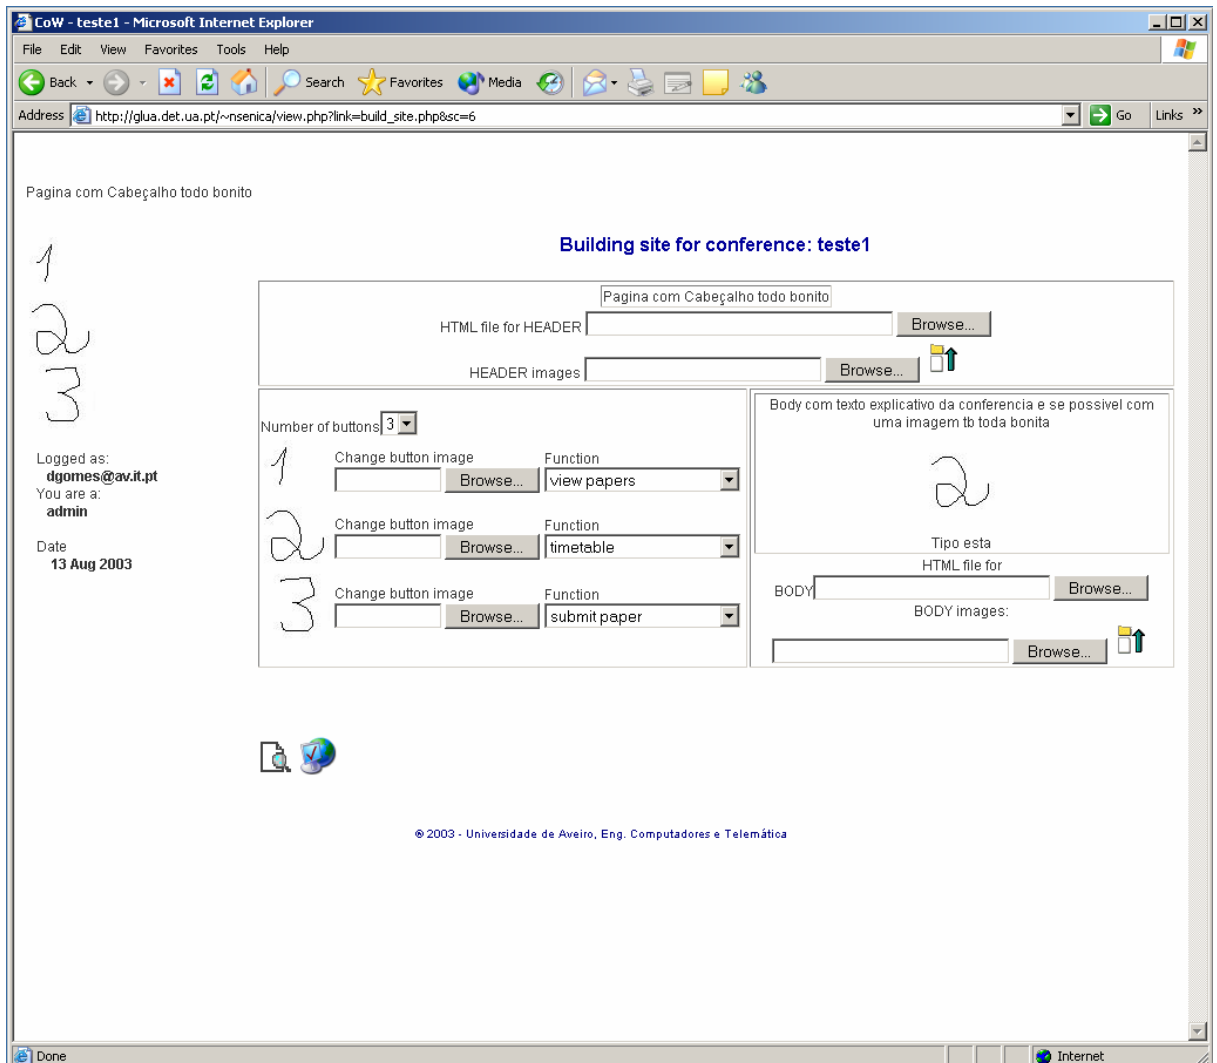 CoW - teste1 - Microsoft Internet Explorer
File Edit View Favorites Tools Help
Back Search Favorites Media
Address http://glua.det.ua.pt/~nsenica/view.php?link=build_site.php&sc=6 Go Links »
Pagina com Cabeçalho todo bonito
1
2
3
Logged as:
dgomes@av.it.pt
You are a:
admin
Date
13 Aug 2003
Building site for conference: teste1
Pagina com Cabeçalho todo bonito
HTML file for HEADER Browse...
HEADER images Browse...
Number of buttons 3
1 Change button image Function
Browse... view papers
2 Change button image Function
Browse... timetable
3 Change button image Function
Browse... submit paper
Body com texto explicativo da conferencia e se possivel com
uma imagem tb toda bonita
2
Tipo esta
HTML file for
BODY Browse...
BODY images:
Browse...
® 2003 - Universidade de Aveiro, Eng. Computadores e Telemática
Done Internet